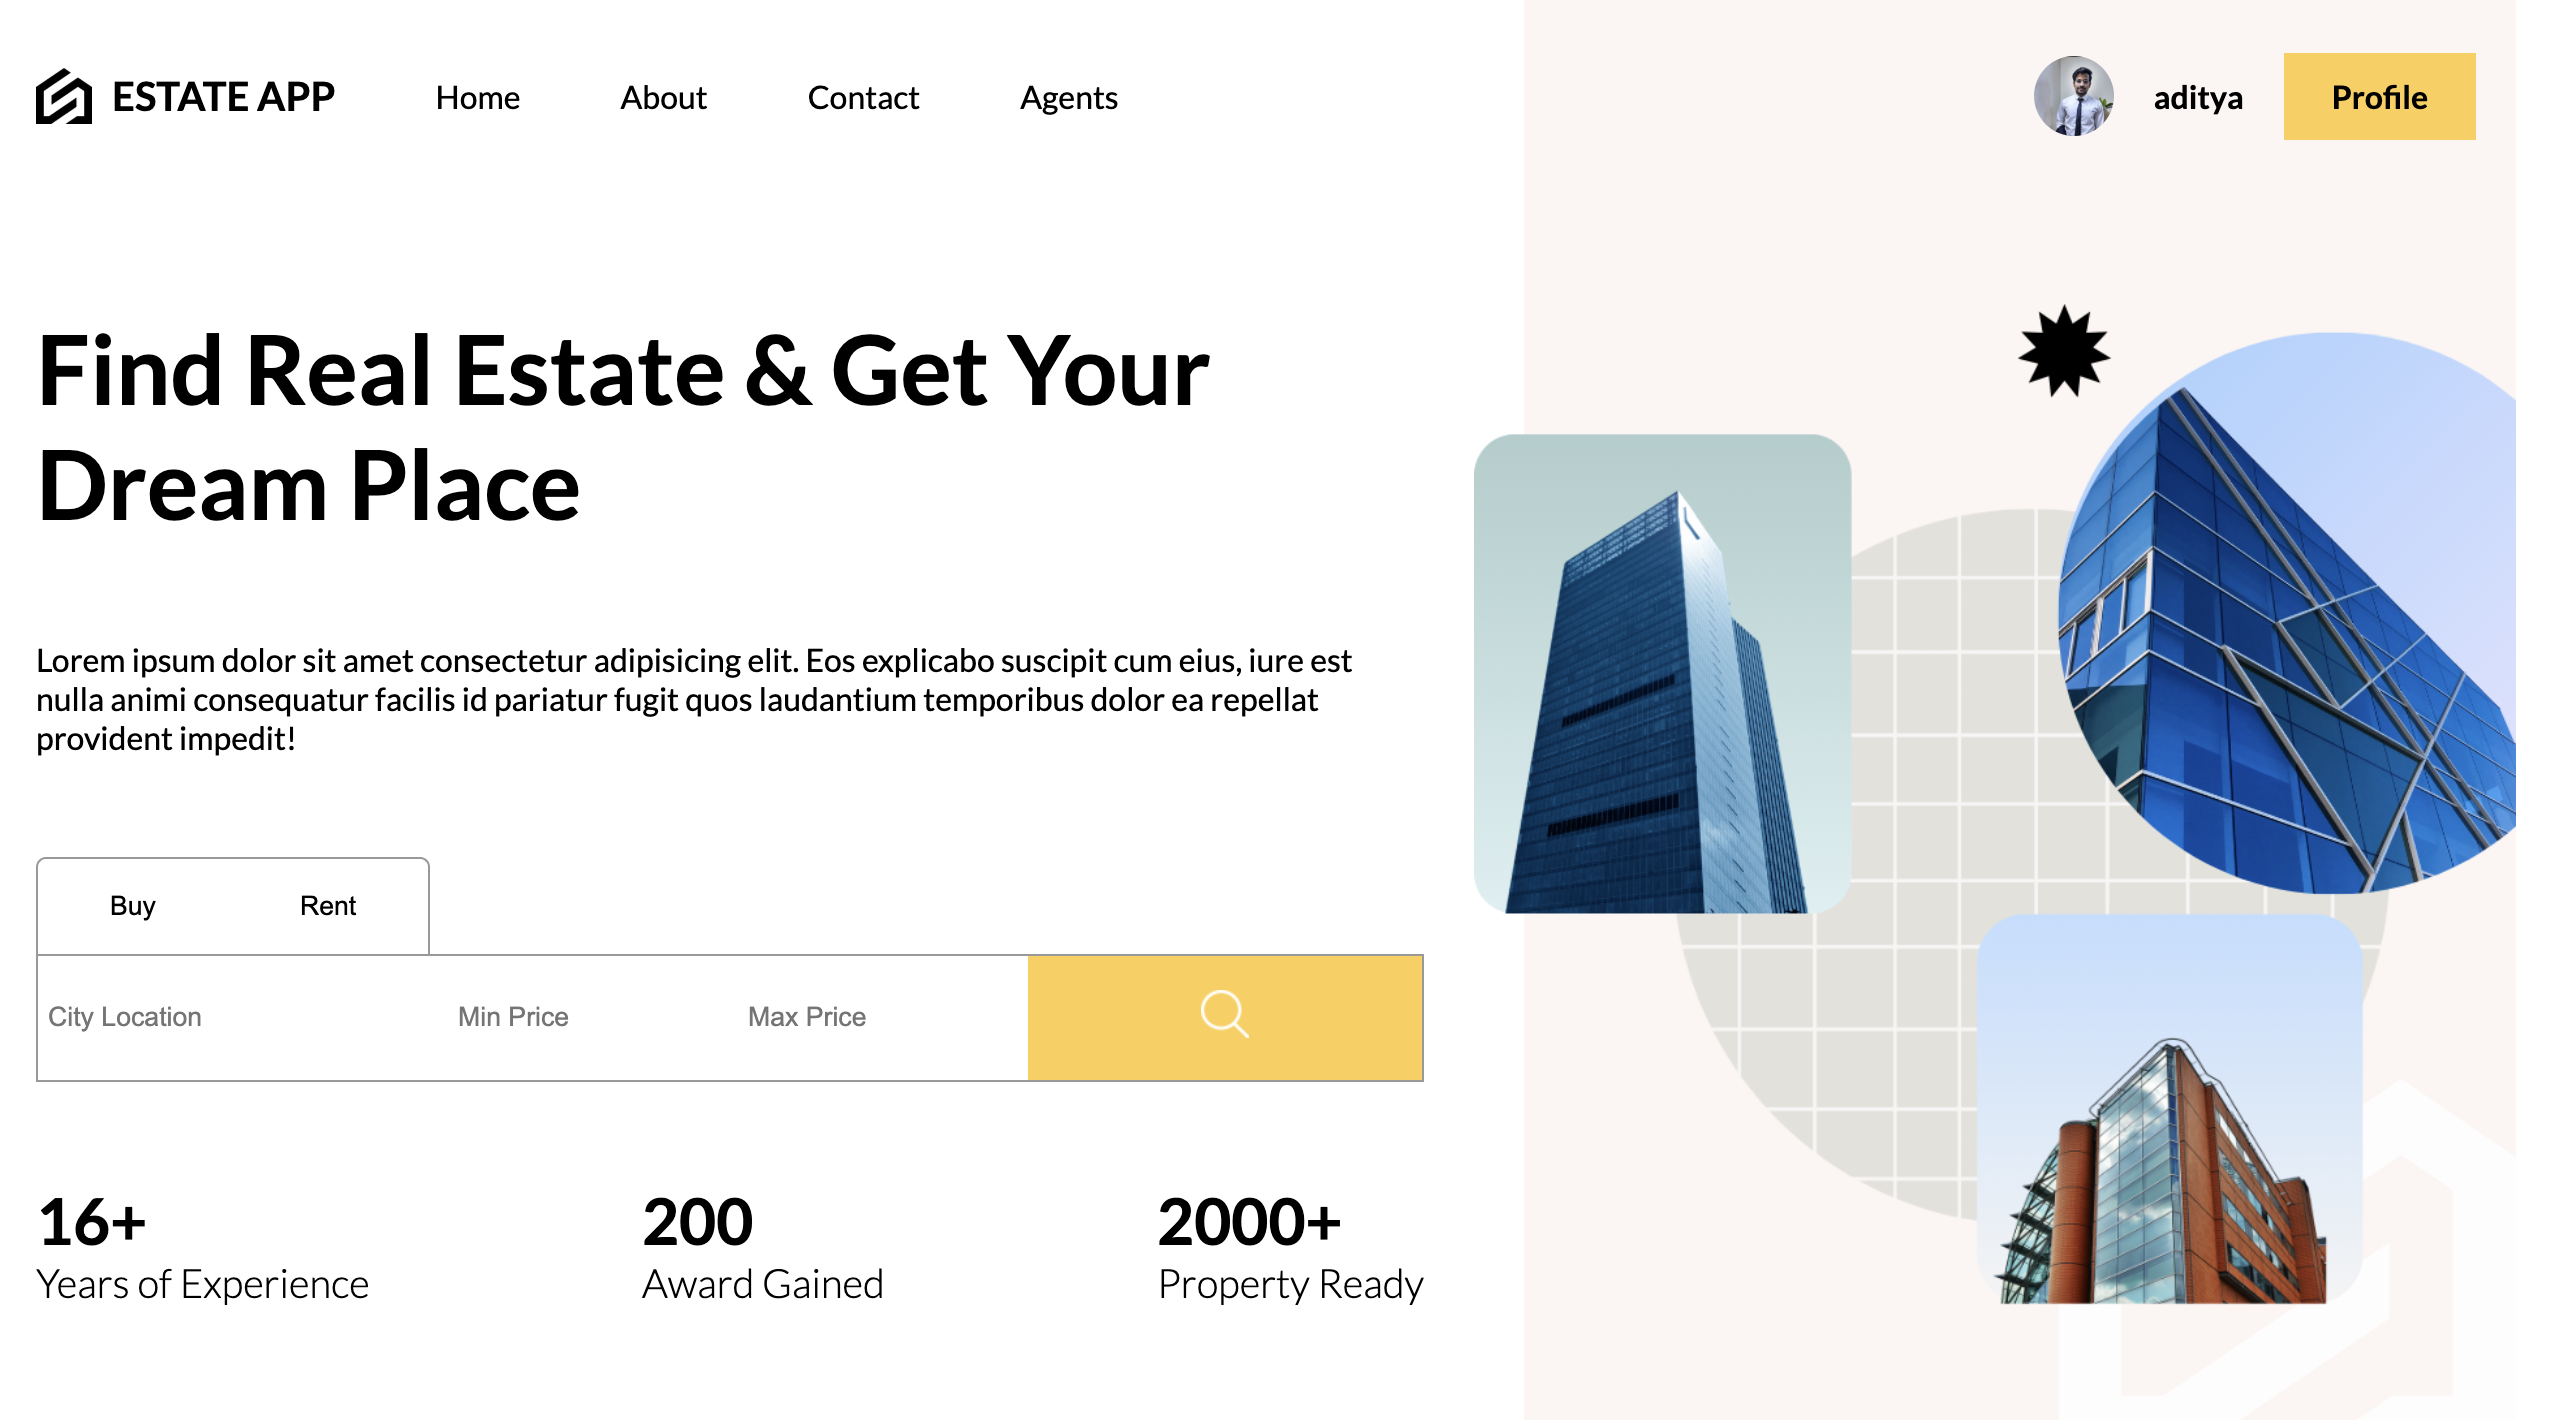 ESTATE APP
Home
About
Contact
Agents
aditya
Profile
Find Real Estate & Get Your
Dream Place
Lorem ipsum dolor sit amet consectetur adipisicing elit. Eos explicabo suscipit cum eius, iure est
nulla animi consequatur facilis id pariatur fugit quos laudantium temporibus dolor ea repellat
provident impedit!
Buy
Rent
City Location
Min Price
Max Price
16+
Years of Experience
200
Award Gained
2000+
Property Ready